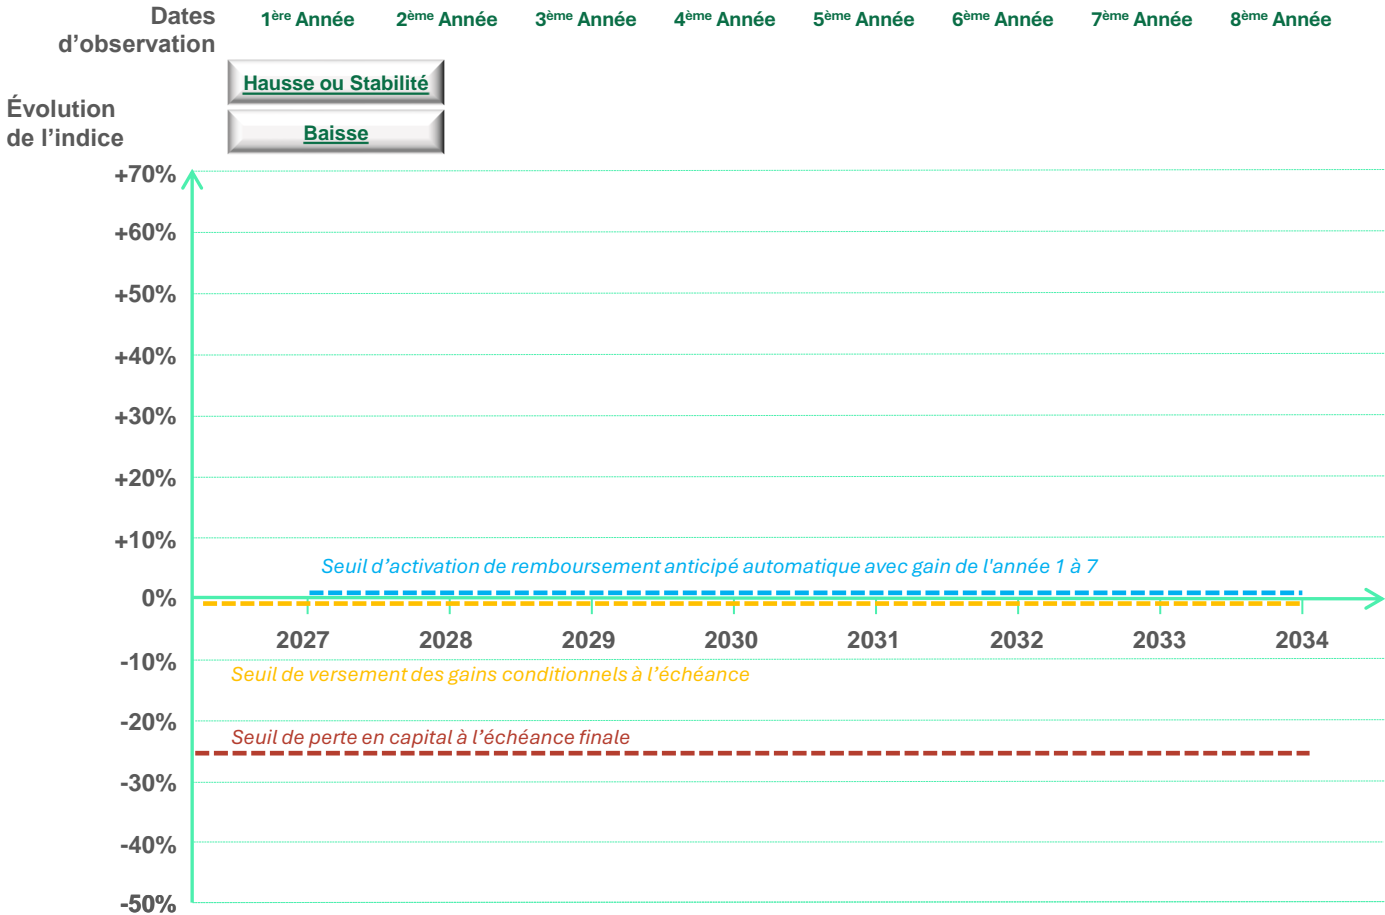 Dates
d’observation
1ère Année 2ème Année 3ème Année 4ème Année 5ème Année 6ème Année 7ème Année 8ème Année
Évolution
de l’indice
Hausse ou Stabilité
Baisse
+70%
+60%
+50%
+40%
+30%
+20%
+10%
Seuil d’activation de remboursement anticipé automatique avec gain de l'année 1 à 7
0%
2027 2028 2029 2030 2031 2032 2033 2034
-10%
Seuil de versement des gains conditionnels à l’échéance
-20%
Seuil de perte en capital à l’échéance finale
-30%
-40%
-50%